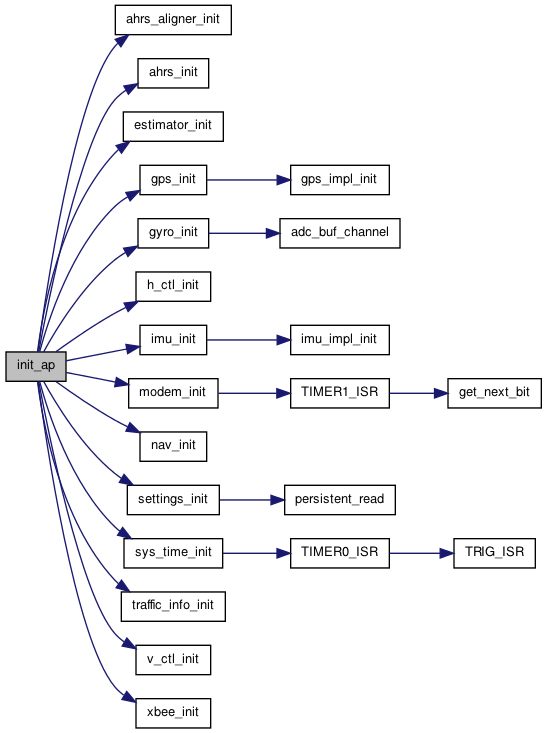 ahrs_aligner_init
ahrs_init
estimator_init
gps_init
gps_impl_init
gyro_init
adc_buf_channel
h_ctl_init
imu_init
imu_impl_init
init_ap
modem_init
TIMER1_ISR
get_next_bit
nav_init
settings_init
persistent_read
sys_time_init
TIMER0_ISR
TRIG_ISR
traffic_info_init
v_ctl_init
xbee_init